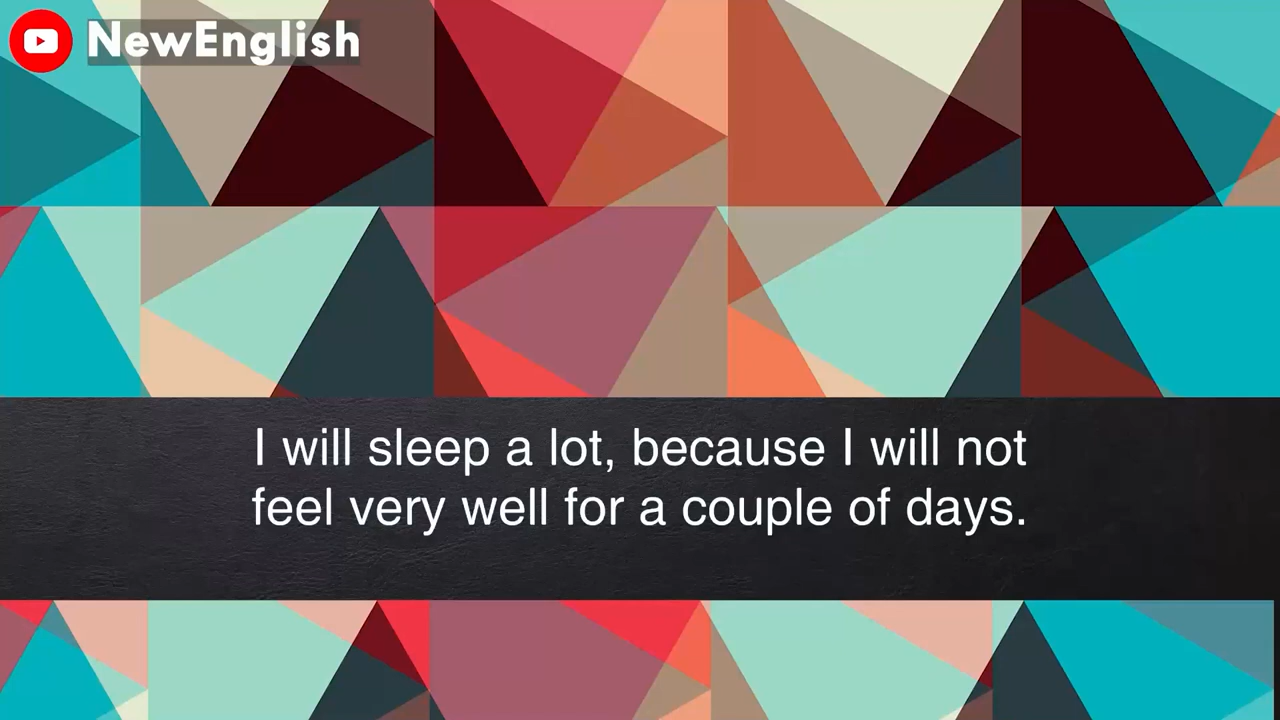 NewEnglish
I will sleep a lot, because I will not
feel very well for a couple of days.